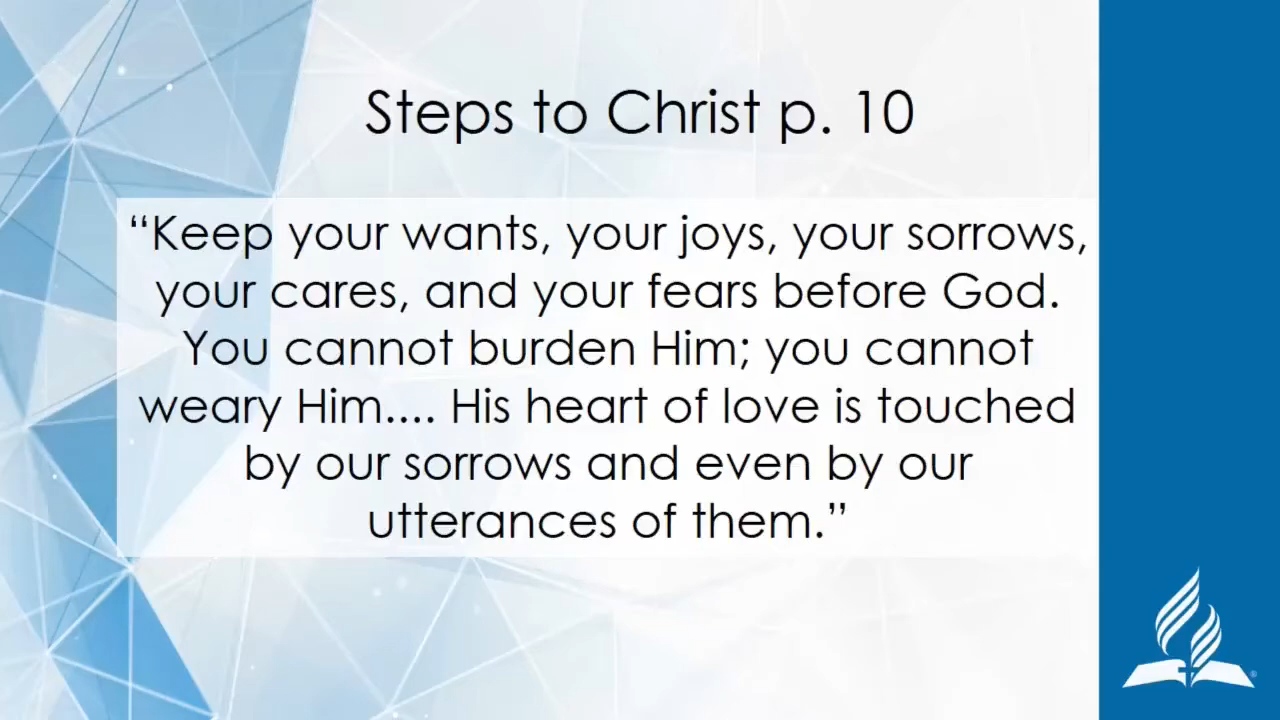 Steps to Christ p. 10
“Keep your wants, your joys, your sorrows,
your cares, and your fears before God.
You cannot burden Him; you cannot
weary Him.... His heart of love is touched
by our sorrows and even by our
utterances of them.”